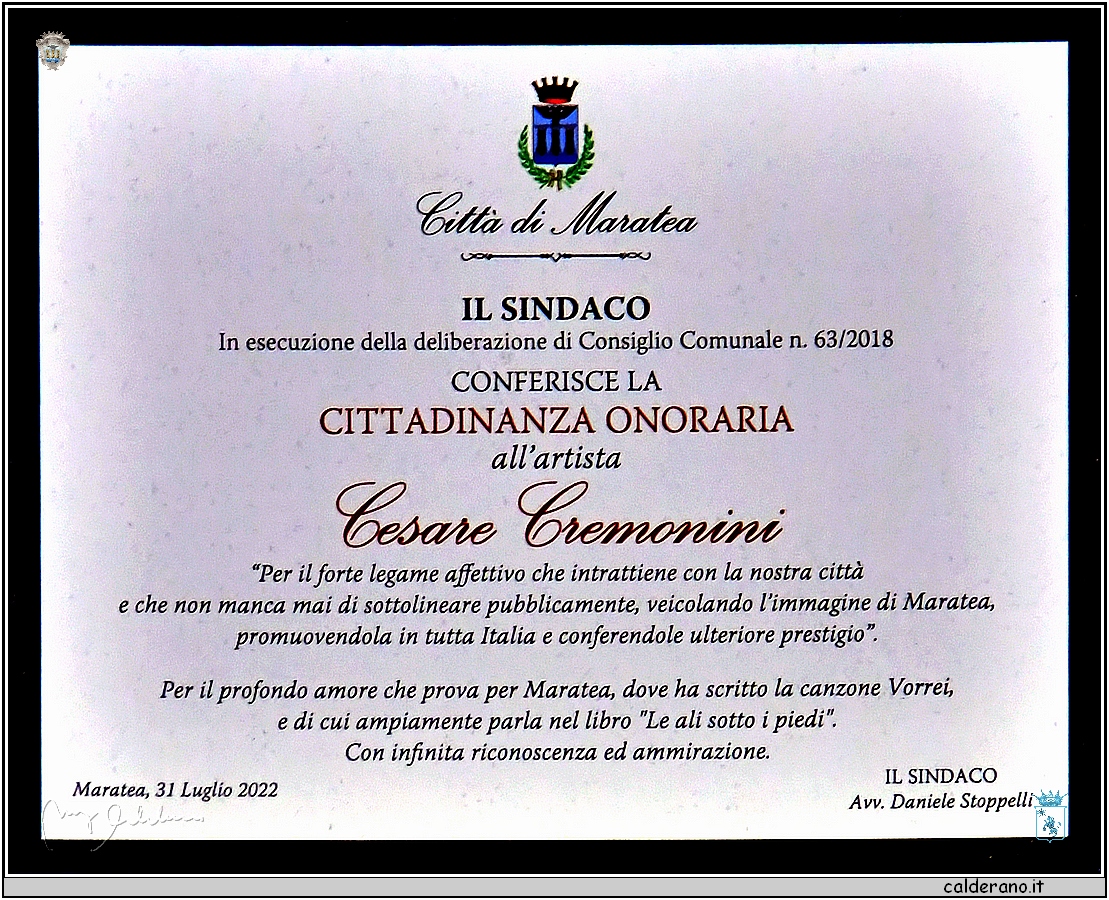 Città di Maratea
IL SINDACO
In esecuzione della deliberazione di Consiglio Comunale n. 63/2018
CONFERISCE LA
CITTADINANZA ONORARIA
all'artista
Cesare Cremonini
“Per il forte legame affettivo che intrattiene con la nostra città
e che non manca mai di sottolineare pubblicamente, veicolando l'immagine di Maratea,
promuovendola in tutta Italia e conferendole ulteriore prestigio”.
Per il profondo amore che prova per Maratea, dove ha scritto la canzone Vorrei,
e di cui ampiamente parla nel libro "Le ali sotto i piedi".
Con infinita riconoscenza ed ammirazione.
Maratea, 31 Luglio 2022
IL SINDACO
Avv. Daniele Stoppelli
calderano.it